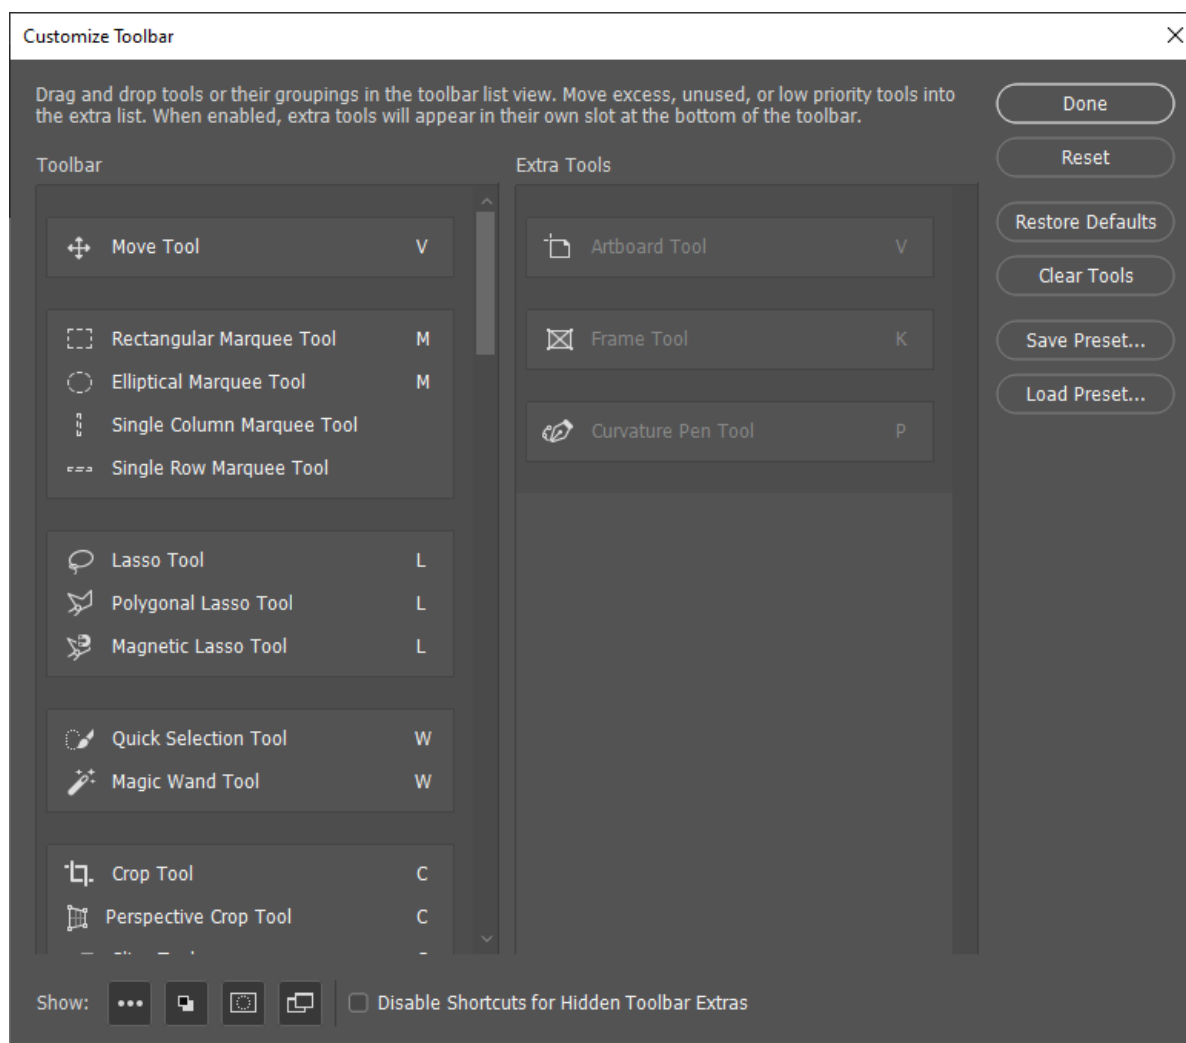 Customize Toolbar
Drag and drop tools or their groupings in the toolbar list view. Move excess, unused, or low priority tools into
the extra list. When enabled, extra tools will appear in their own slot at the bottom of the toolbar.
Done
Reset
Restore Defaults
Clear Tools
Save Preset...
Load Preset...
Toolbar
Move Tool V
Rectangular Marquee Tool M
Elliptical Marquee Tool M
Single Column Marquee Tool
Single Row Marquee Tool
Lasso Tool L
Polygonal Lasso Tool L
Magnetic Lasso Tool L
Quick Selection Tool W
Magic Wand Tool W
Crop Tool C
Perspective Crop Tool C
Extra Tools
Artboard Tool V
Frame Tool K
Curvature Pen Tool P
Show:
Disable Shortcuts for Hidden Toolbar Extras